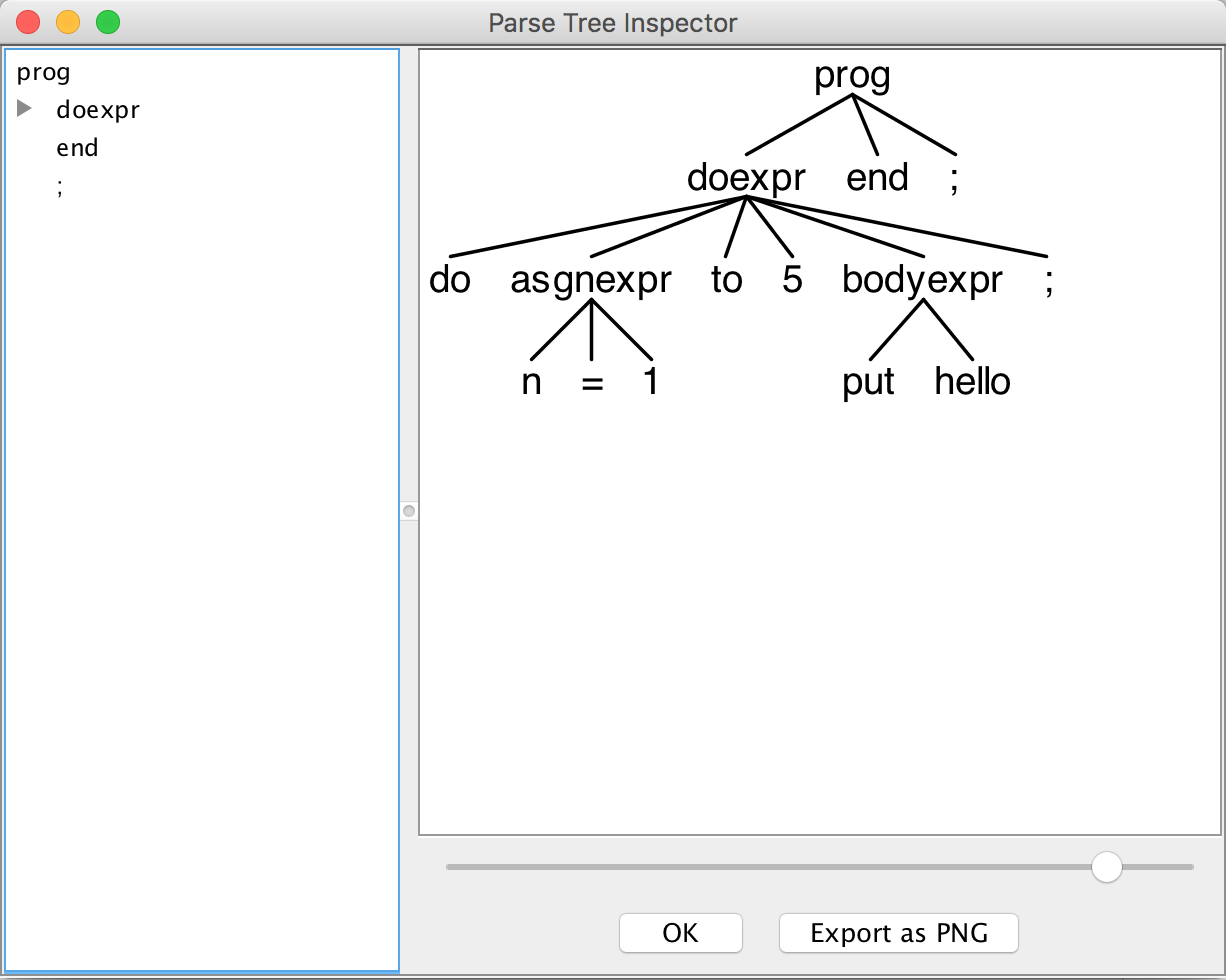 Parse Tree Inspector
prog
doexpr
end
;
prog
doexpr end ;
do asgnexpr to 5 bodyexpr ;
n = 1 put hello
OK Export as PNG